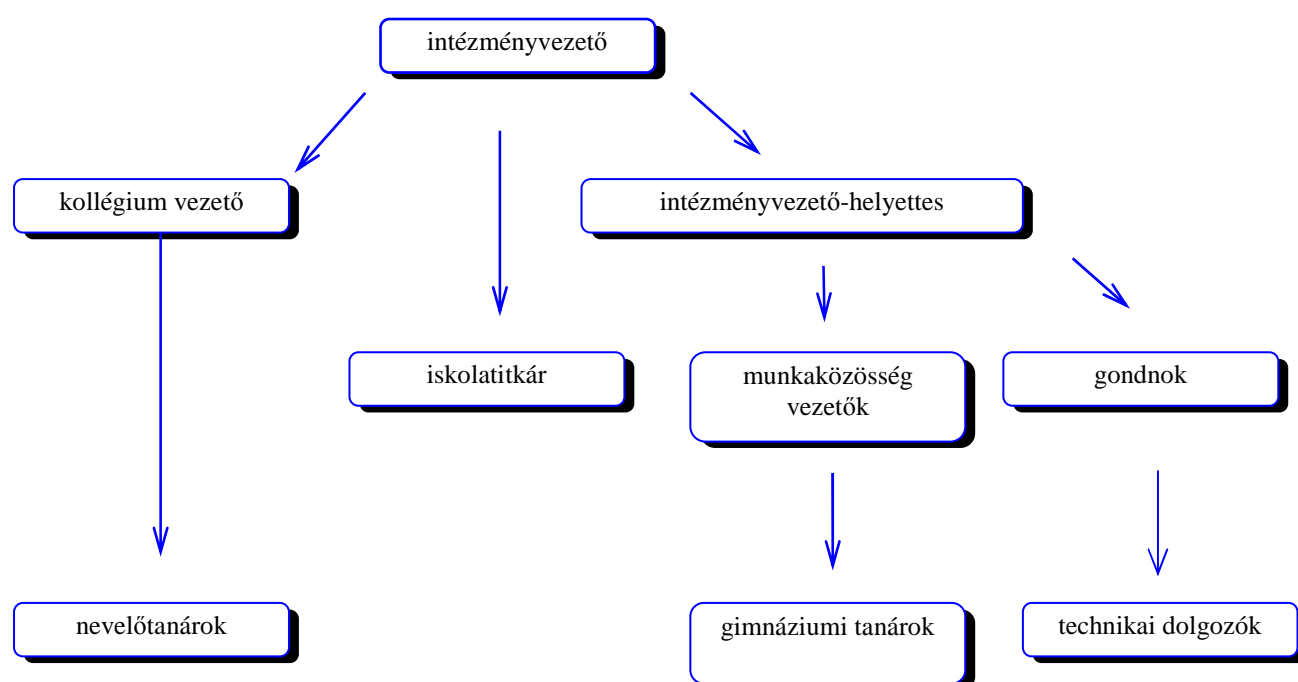 intézményvezető
kollégium vezető
intézményvezető-helyettes
iskolatitkár
munkaközösség
vezetők
gondnok
nevelőtanárok
gimnáziumi tanárok
technikai dolgozók